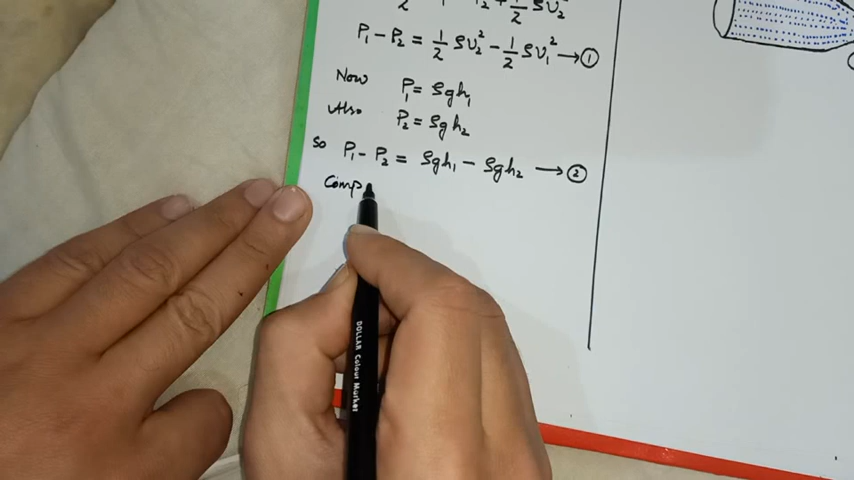 P₁ - P₂ = 1/2 ρv₂² - 1/2 ρv₁² → ①
Now P₁ = ρgh₁
Also P₂ = ρgh₂
So P₁ - P₂ = ρgh₁ - ρgh₂ → ②
Comp
DOLLAR Colour Marker